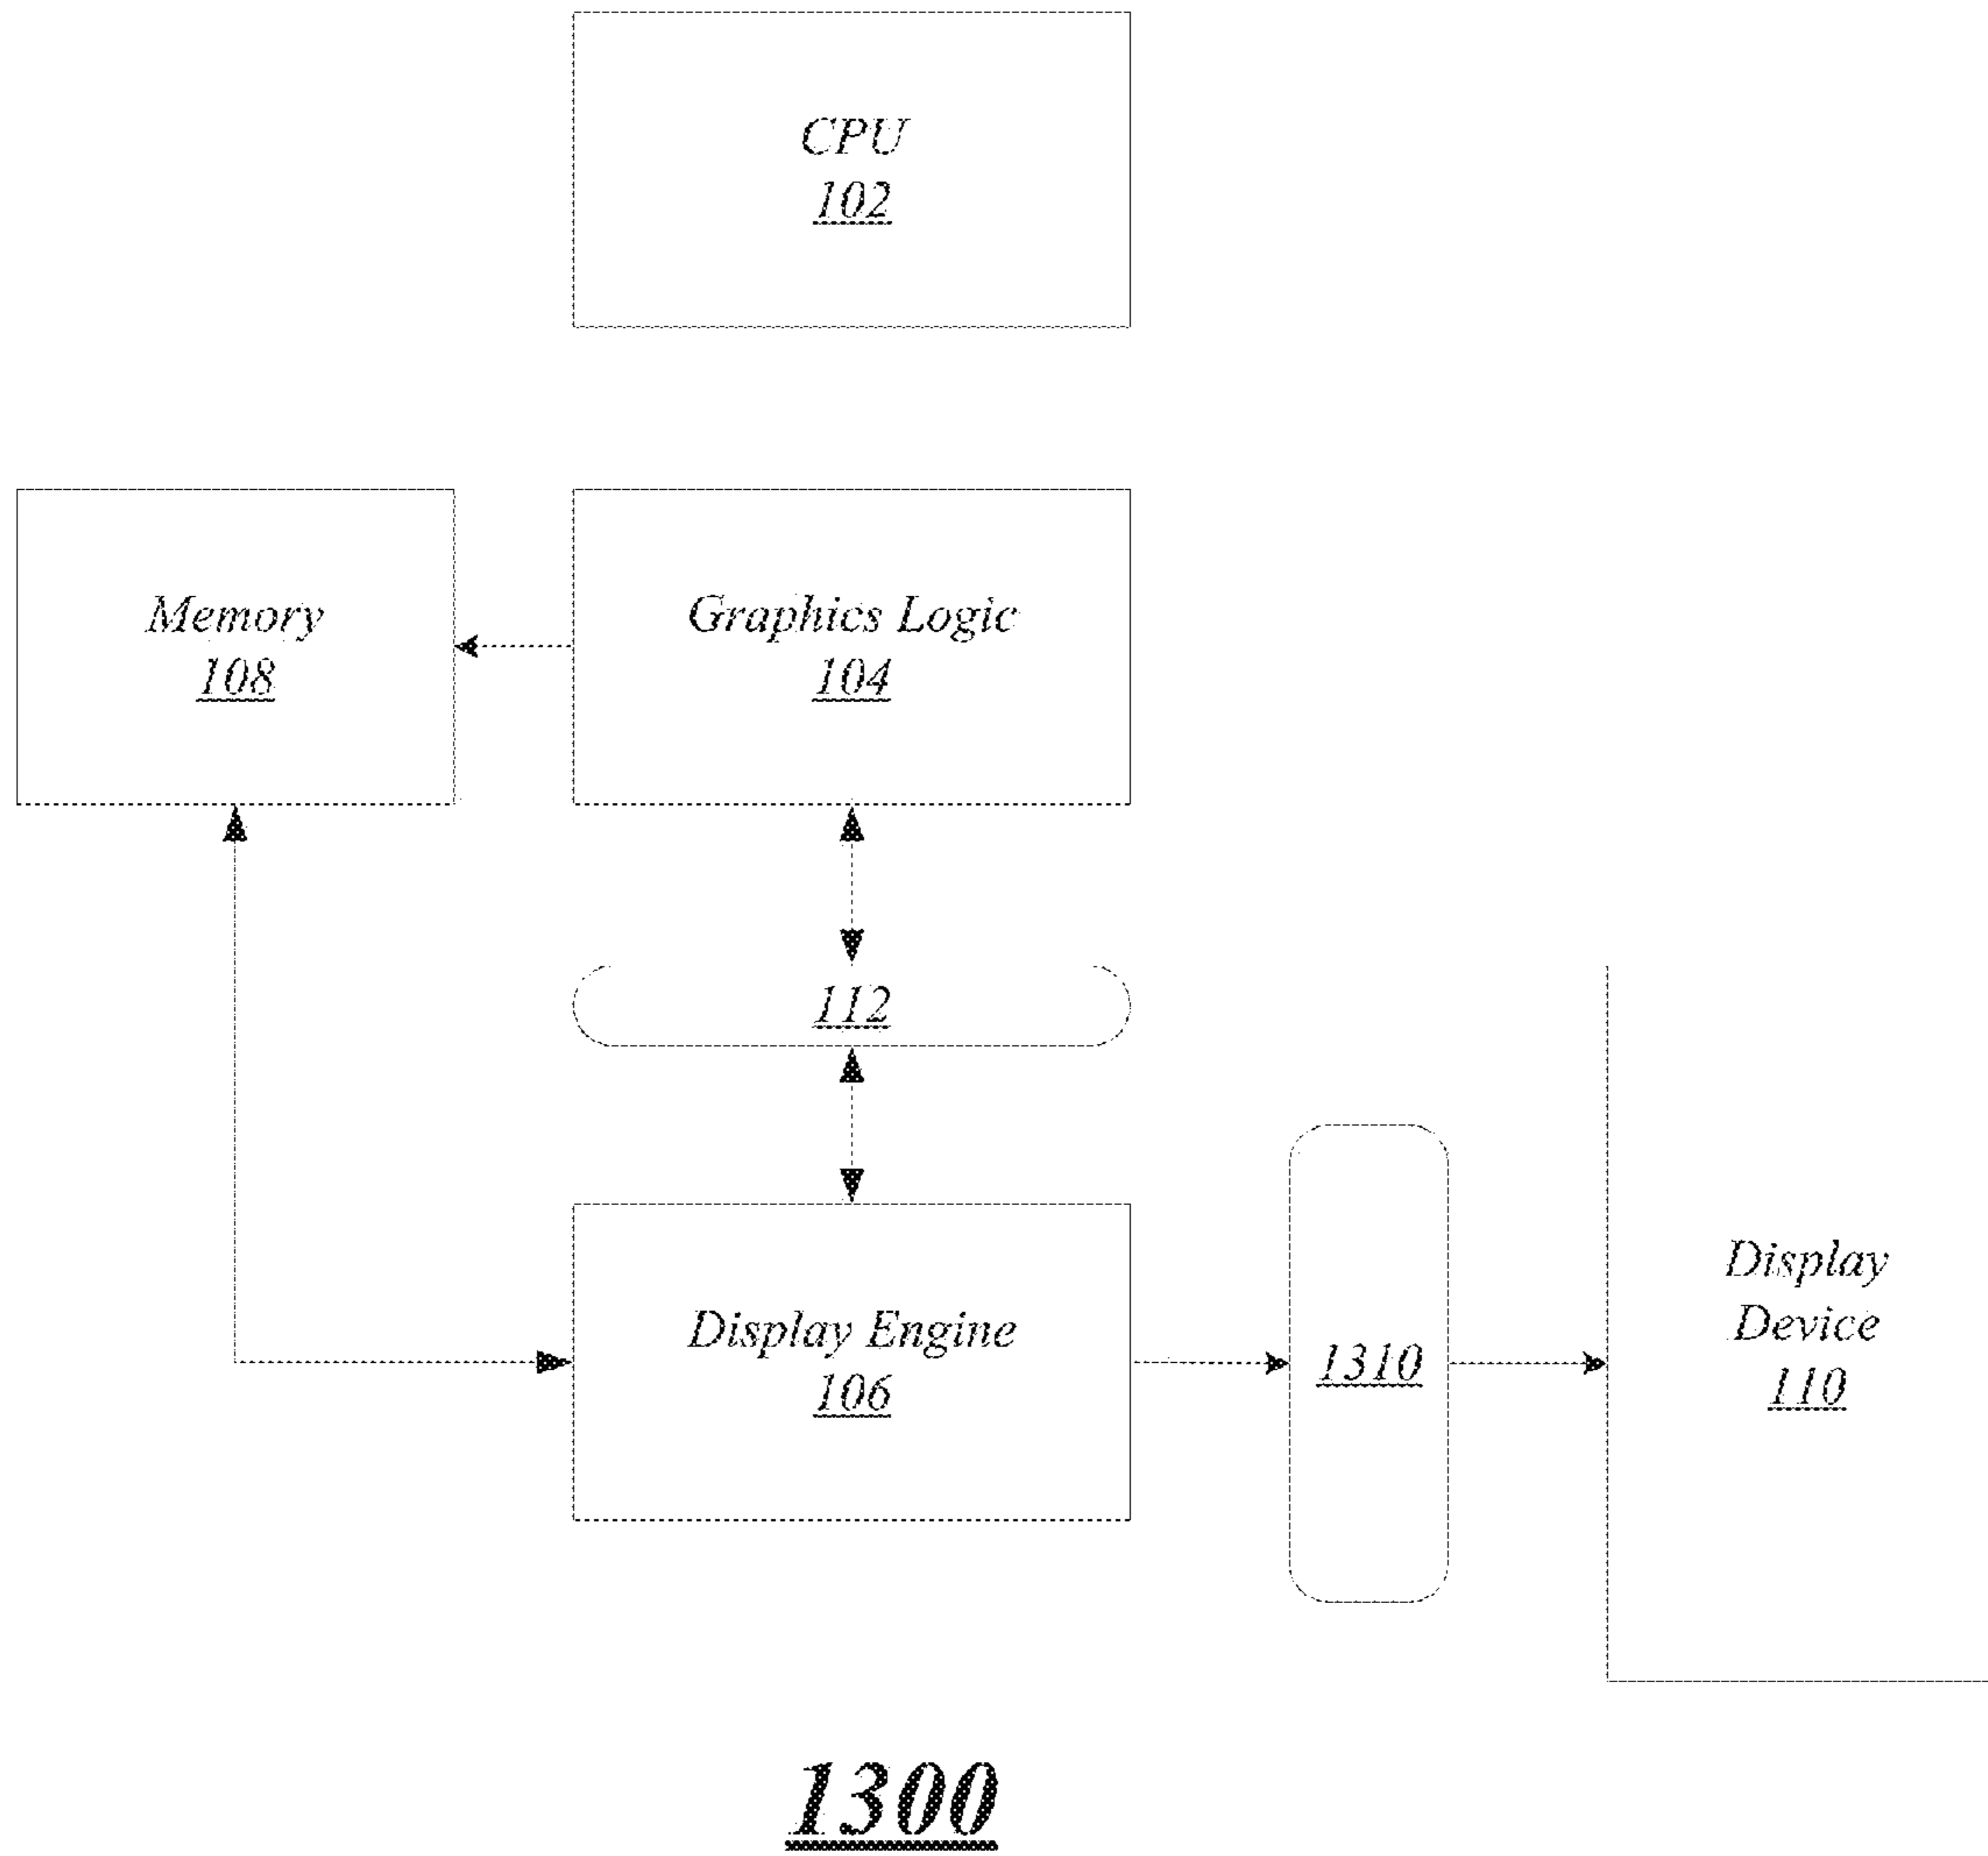 CPU
102
Memory
108
Graphics Logic
104
112
Display Engine
106
1310
Display
Device
110
1300